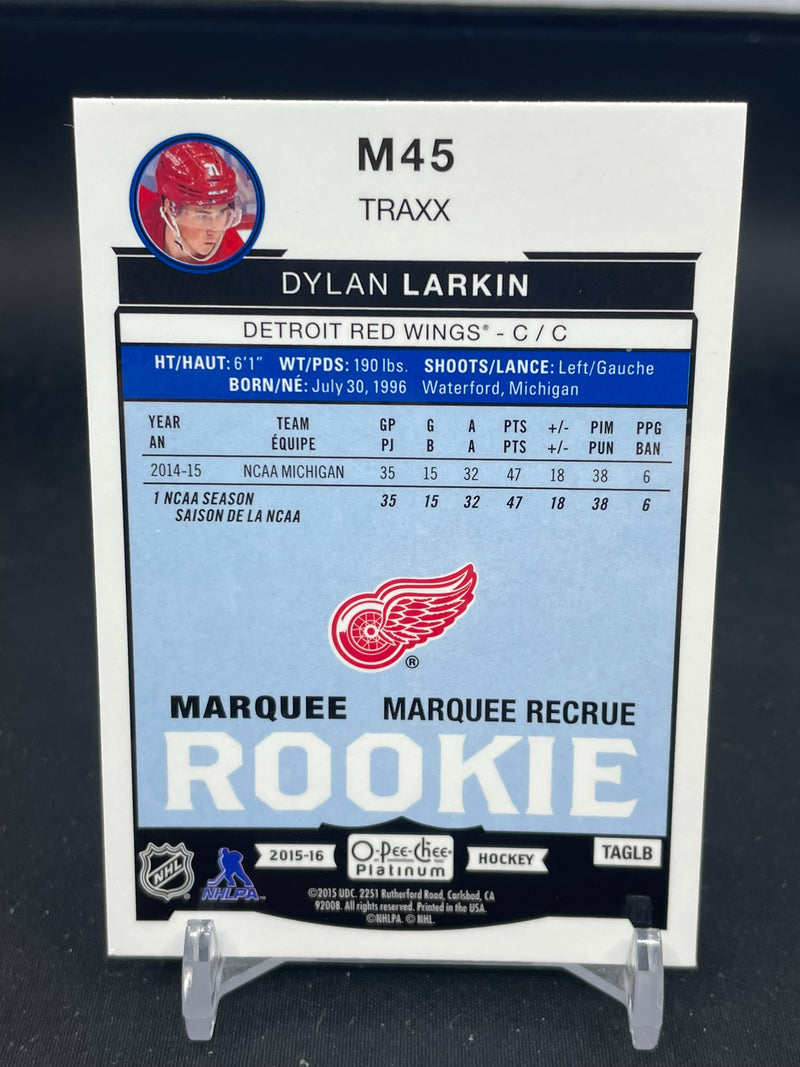 M45
TRAXX
71
DYLAN LARKIN
DETROIT RED WINGS® - C / C
HT/HAUT: 6'1" WT/PDS: 190 lbs. SHOOTS/LANCE: Left/Gauche
BORN/NÉ: July 30, 1996 Waterford, Michigan
YEAR TEAM GP G A PTS +/- PIM PPG
AN ÉQUIPE PJ B A PTS +/- PUN BAN
2014-15 NCAA MICHIGAN 35 15 32 47 18 38 6
1 NCAA SEASON 35 15 32 47 18 38 6
SAISON DE LA NCAA
®
MARQUEE MARQUEE RECRUE
ROOKIE
NHL NHLPA™ 2015-16 O-Pee-Chee® Platinum HOCKEY TAGLB
©2015 UDC. 2251 Rutherford Road, Carlsbad, CA
92008. All rights reserved. Printed in the USA.
©NHLPA. © NHL.